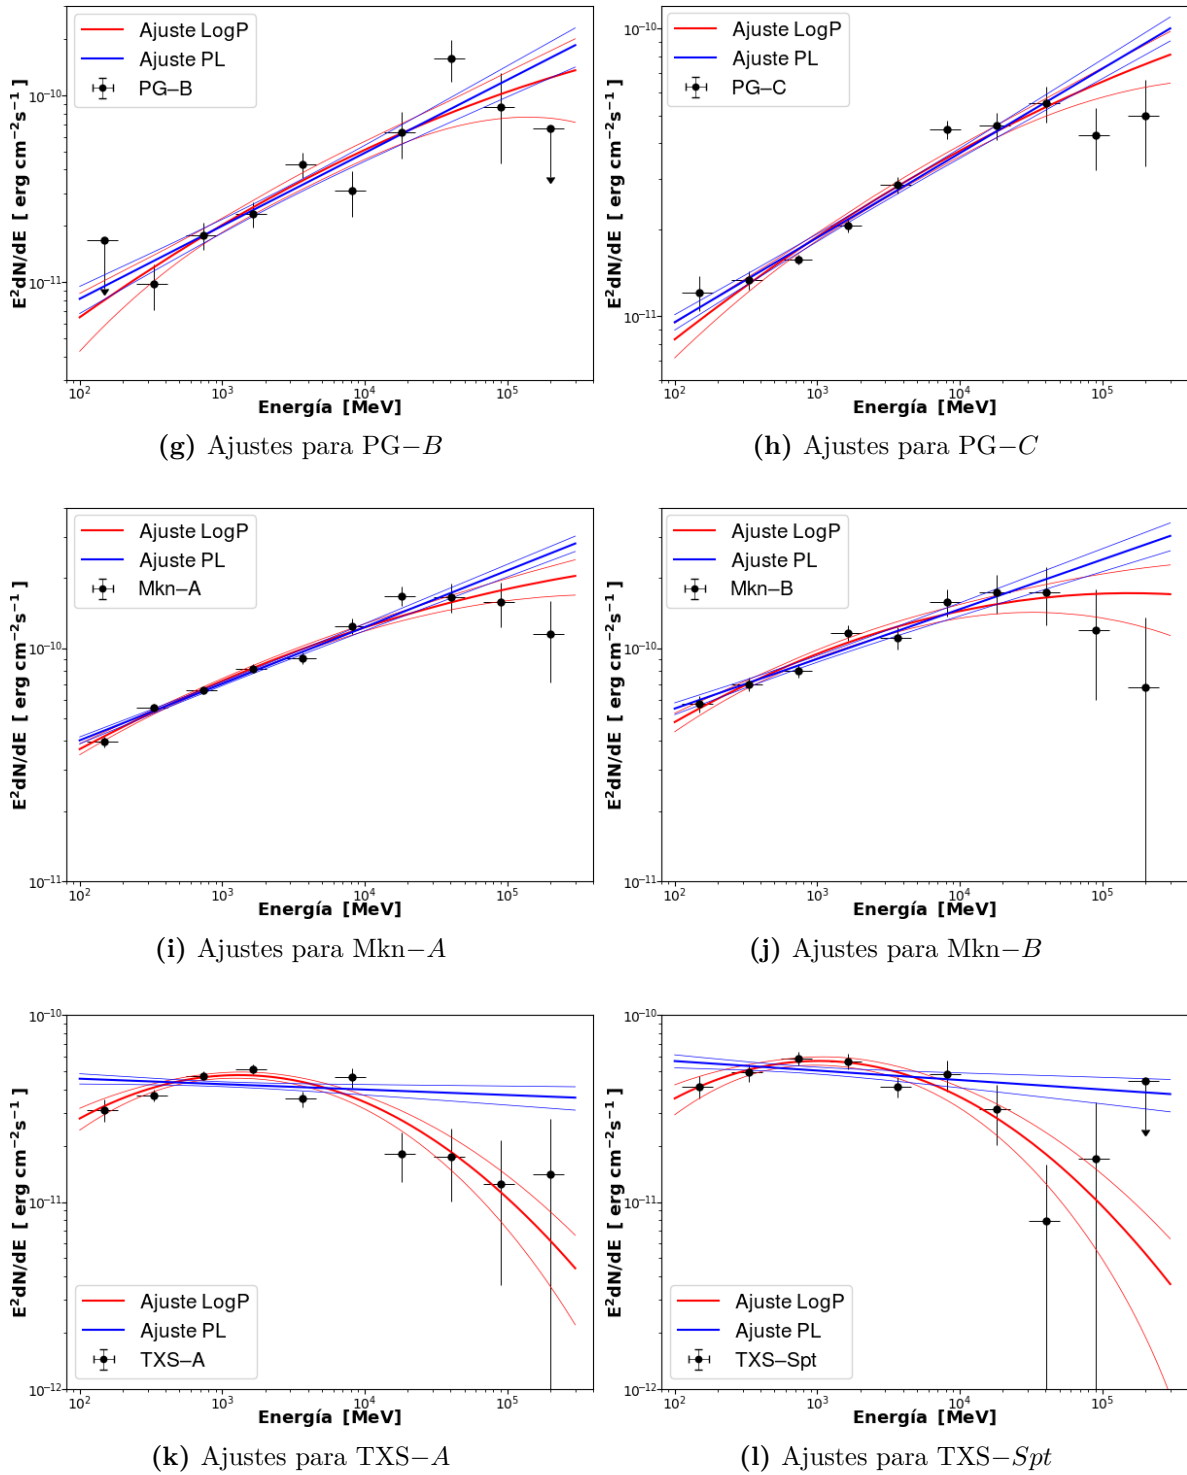 Ajuste LogP
Ajuste PL
PG−B
E²dN/dE [ erg cm⁻²s⁻¹ ]
10⁻¹⁰
10⁻¹¹
10² 10³ 10⁴ 10⁵
Energía [MeV]
(g) Ajustes para PG−B
Ajuste LogP
Ajuste PL
PG−C
E²dN/dE [ erg cm⁻²s⁻¹ ]
10⁻¹⁰
10⁻¹¹
10² 10³ 10⁴ 10⁵
Energía [MeV]
(h) Ajustes para PG−C
Ajuste LogP
Ajuste PL
Mkn−A
E²dN/dE [ erg cm⁻²s⁻¹ ]
10⁻¹⁰
10⁻¹¹
10² 10³ 10⁴ 10⁵
Energía [MeV]
(i) Ajustes para Mkn−A
Ajuste LogP
Ajuste PL
Mkn−B
E²dN/dE [ erg cm⁻²s⁻¹ ]
10⁻¹⁰
10⁻¹¹
10² 10³ 10⁴ 10⁵
Energía [MeV]
(j) Ajustes para Mkn−B
E²dN/dE [ erg cm⁻²s⁻¹ ]
10⁻¹⁰
10⁻¹¹
10⁻¹²
Ajuste LogP
Ajuste PL
TXS−A
10² 10³ 10⁴ 10⁵
Energía [MeV]
(k) Ajustes para TXS−A
E²dN/dE [ erg cm⁻²s⁻¹ ]
10⁻¹⁰
10⁻¹¹
10⁻¹²
Ajuste LogP
Ajuste PL
TXS−Spt
10² 10³ 10⁴ 10⁵
Energía [MeV]
(l) Ajustes para TXS−Spt